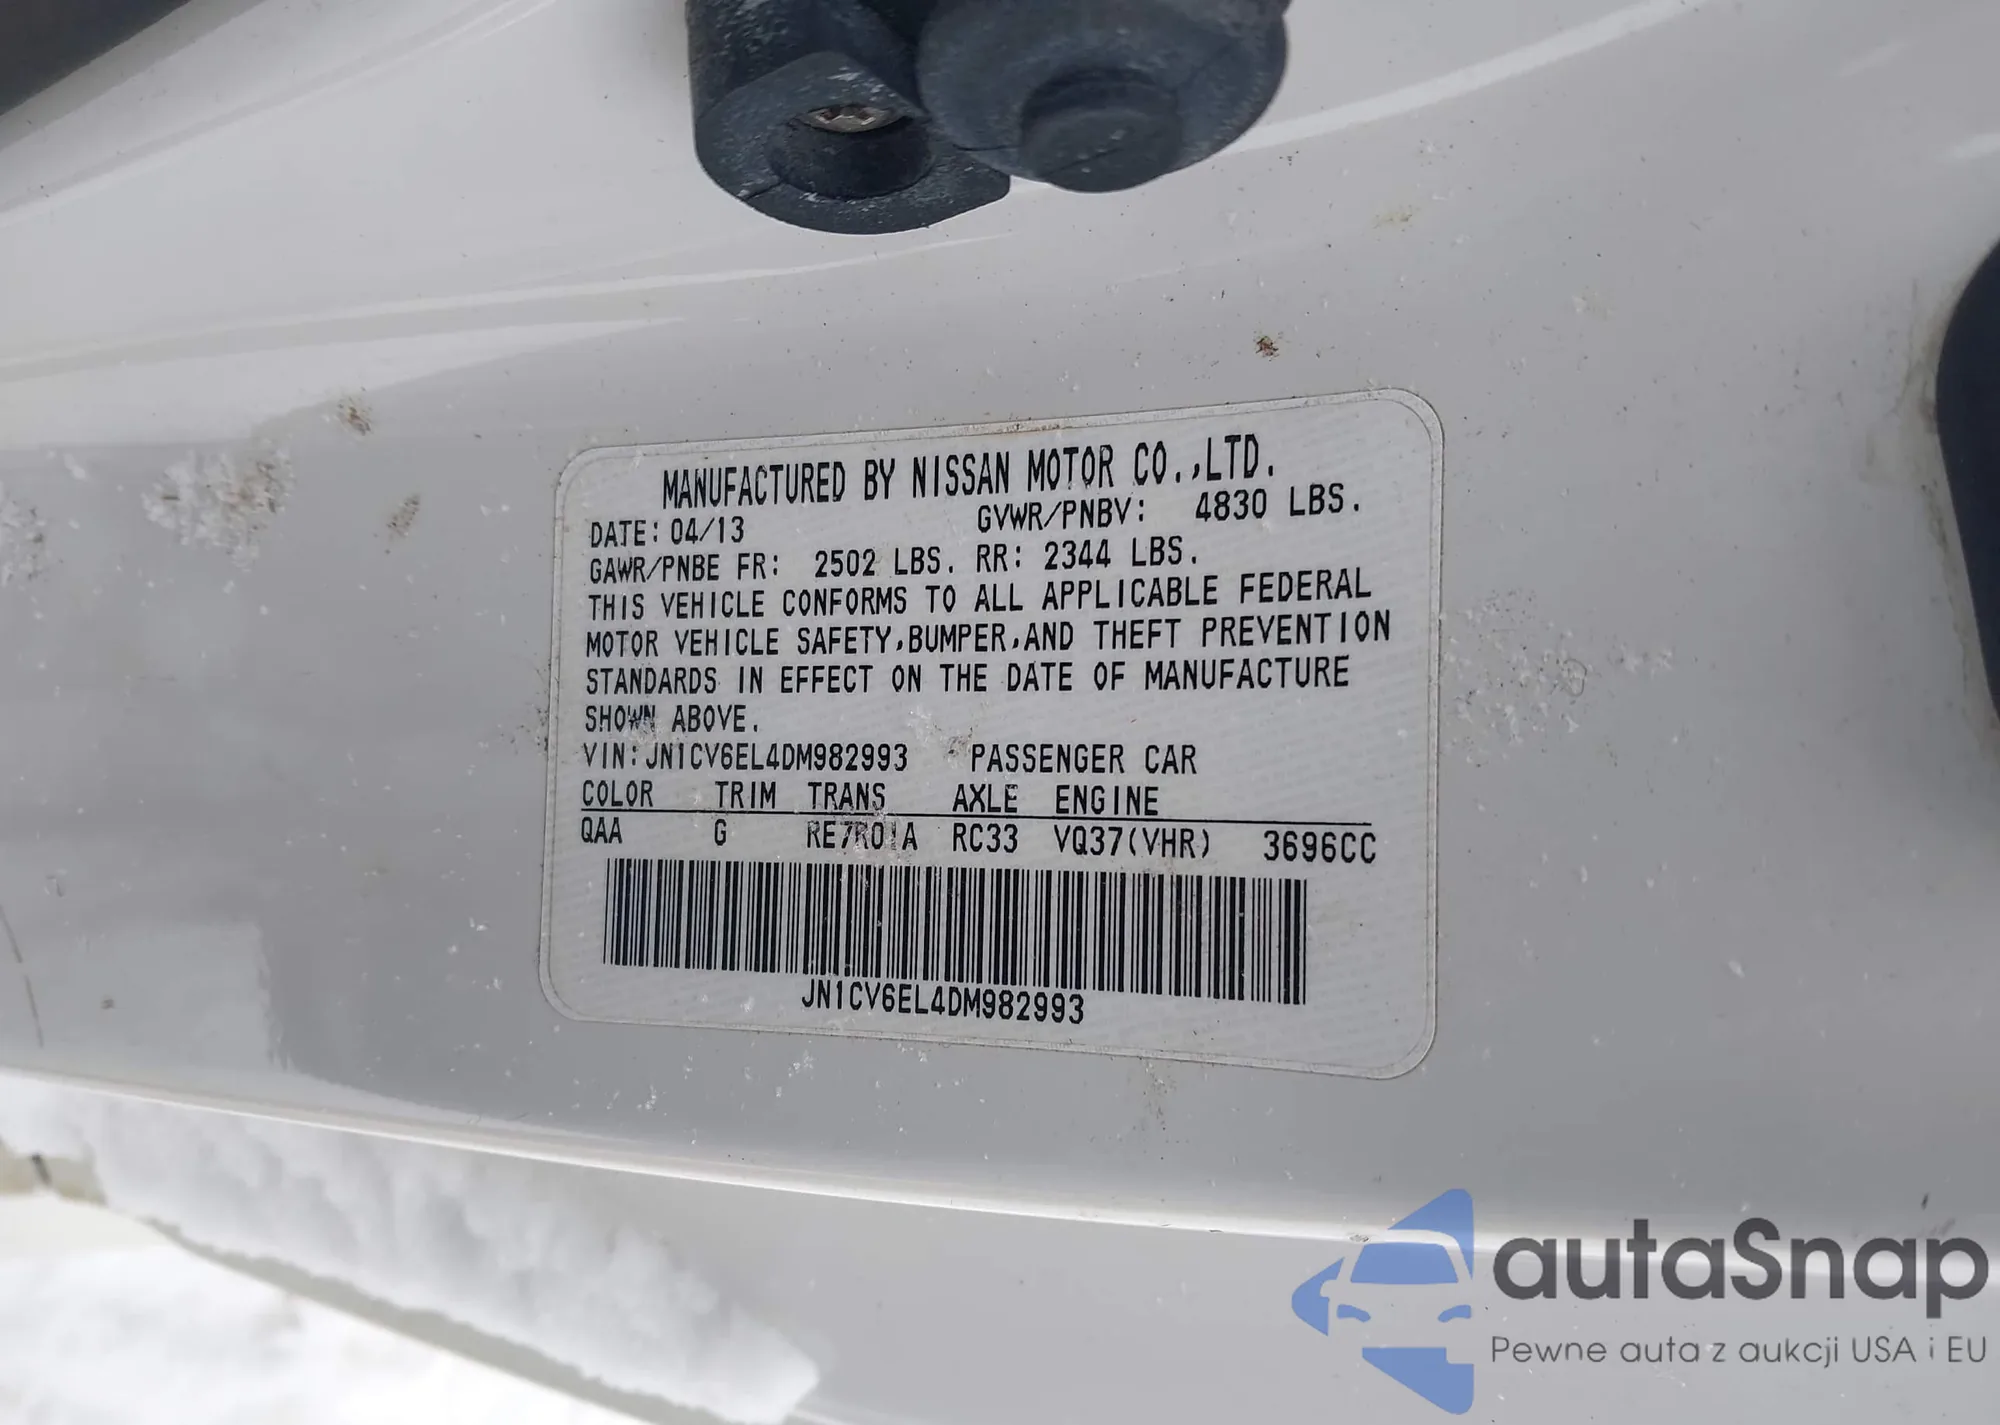 MANUFACTURED BY NISSAN MOTOR CO.,LTD.
DATE: 04/13 GVWR/PNBV: 4830 LBS.
GAWR/PNBE FR: 2502 LBS. RR: 2344 LBS.
THIS VEHICLE CONFORMS TO ALL APPLICABLE FEDERAL
MOTOR VEHICLE SAFETY,BUMPER,AND THEFT PREVENTION
STANDARDS IN EFFECT ON THE DATE OF MANUFACTURE
SHOWN ABOVE.
VIN: JN1CV6EL4DM982993 PASSENGER CAR
COLOR TRIM TRANS AXLE ENGINE
QAA G RE7R01A RC33 VQ37(VHR) 3696CC
JN1CV6EL4DM982993
autaSnap
Pewne auta z aukcji USA i EU